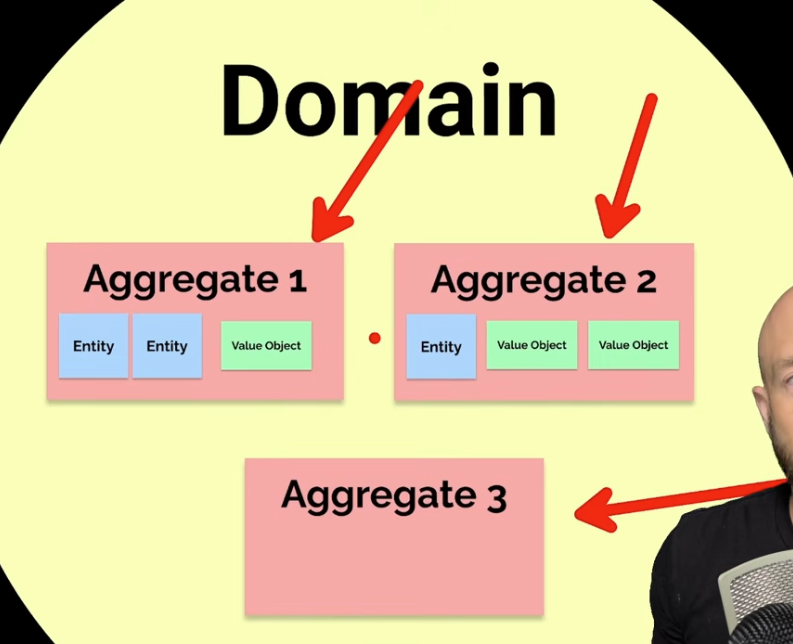 Domain
Aggregate 1
Entity
Entity
Value Object
Aggregate 2
Entity
Value Object
Value Object
Aggregate 3